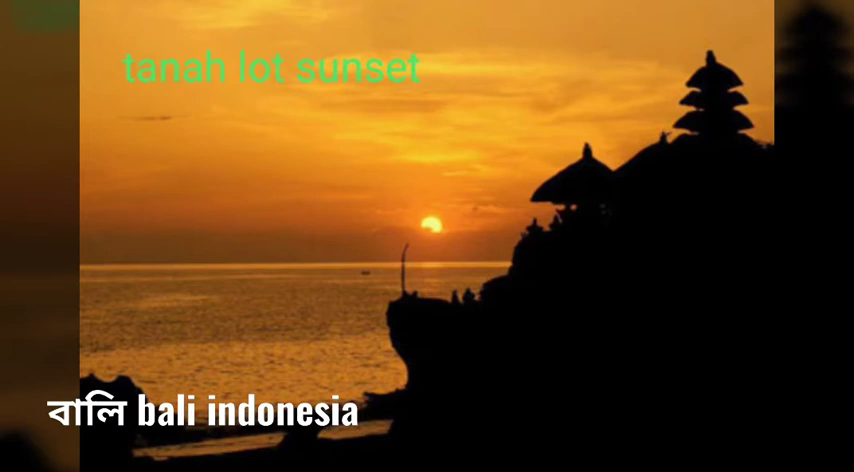 tanah lot sunset
বালি bali indonesia